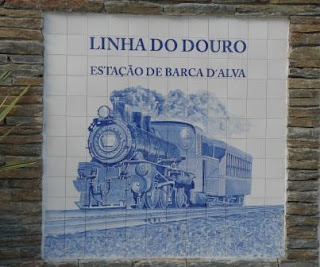 LINHA DO DOURO
ESTAÇÃO DE BARCA D'ALVA